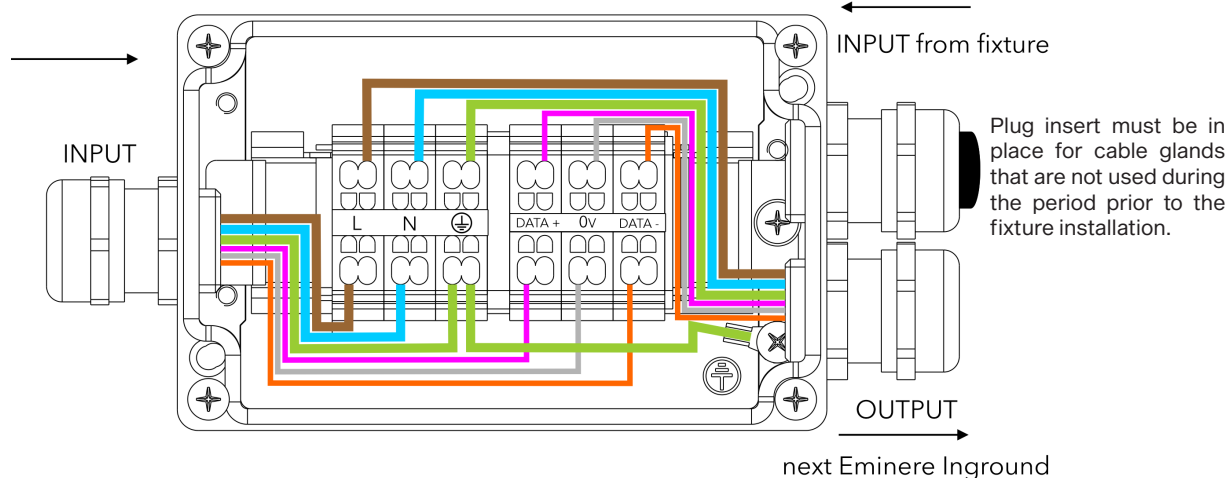 INPUT from fixture
INPUT
Plug insert must be in
place for cable glands
that are not used during
the period prior to the
fixture installation.
L N DATA + 0V DATA -
OUTPUT
next Eminere Inground